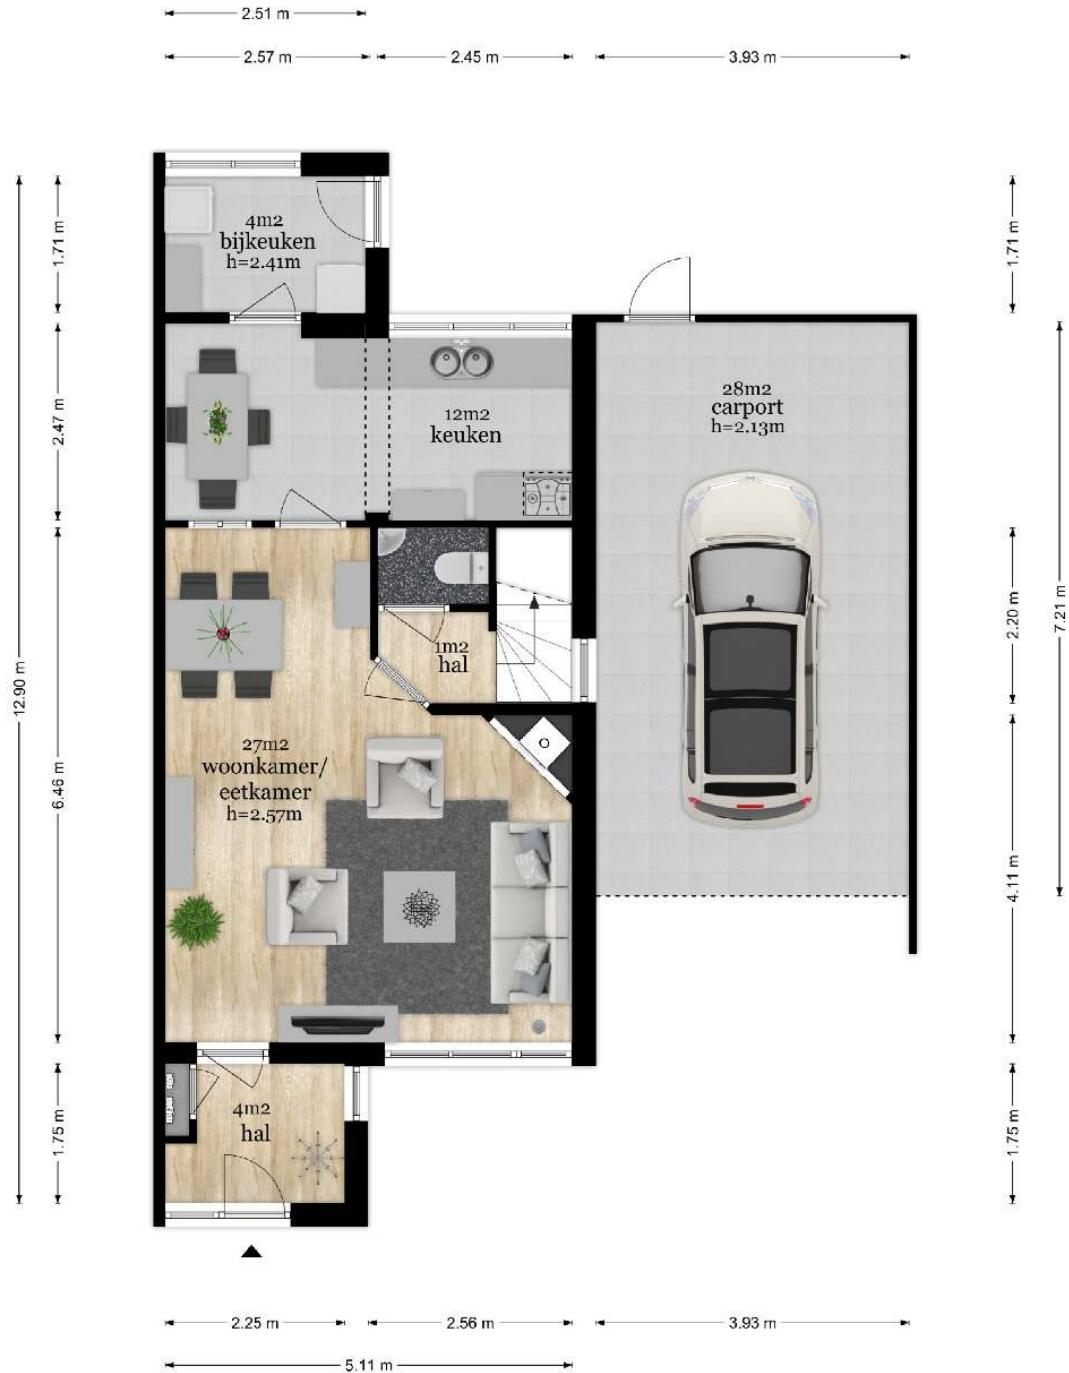 2.51 m
2.57 m
2.45 m
3.93 m
12.90 m
1.71 m
2.47 m
6.46 m
1.75 m
4m2
bijkeuken
h=2.41m
12m2
keuken
28m2
carport
h=2.13m
1m2
hal
27m2
woonkamer/
eetkamer
h=2.57m
4m2
hal
1.71 m
2.20 m
7.21 m
4.11 m
1.75 m
2.25 m
2.56 m
3.93 m
5.11 m